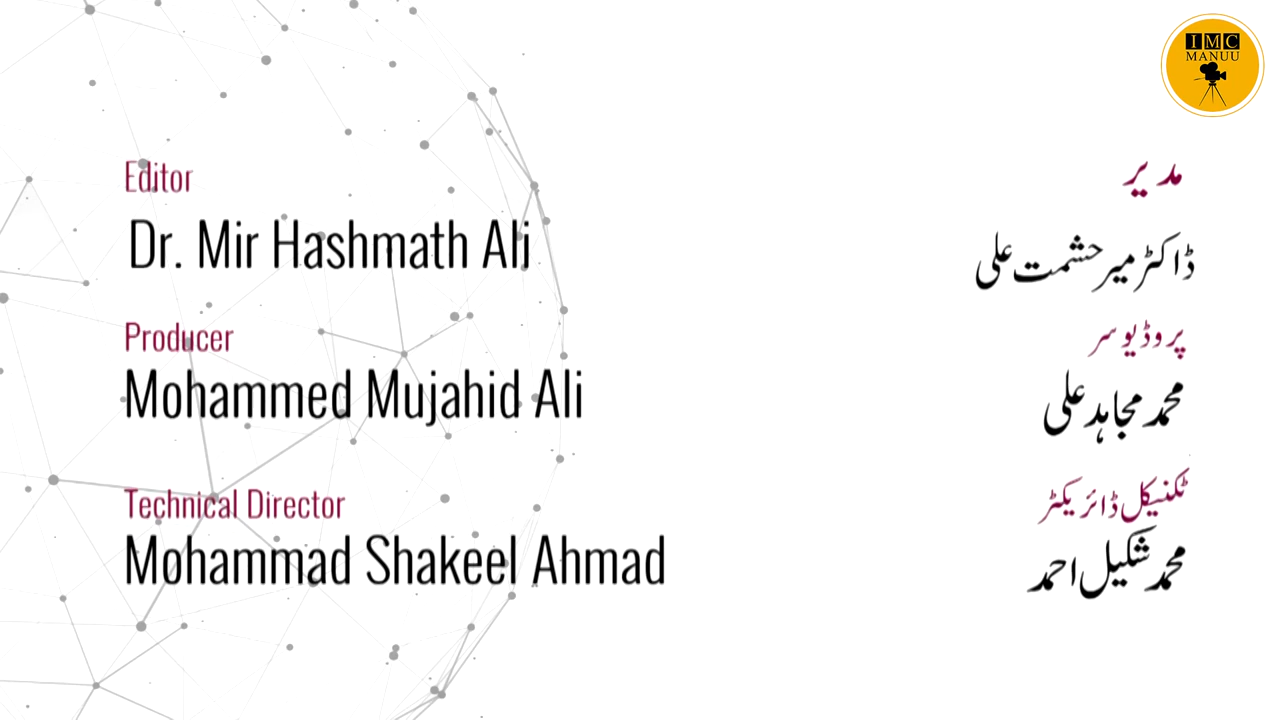 IMC
MANUU
Editor
مدیر
Dr. Mir Hashmath Ali
ڈاکٹر میر حشمت علی
Producer
پروڈیوسر
Mohammed Mujahid Ali
محمد مجاہد علی
Technical Director
ٹکنیکل ڈائریکٹر
Mohammad Shakeel Ahmad
محمد شکیل احمد